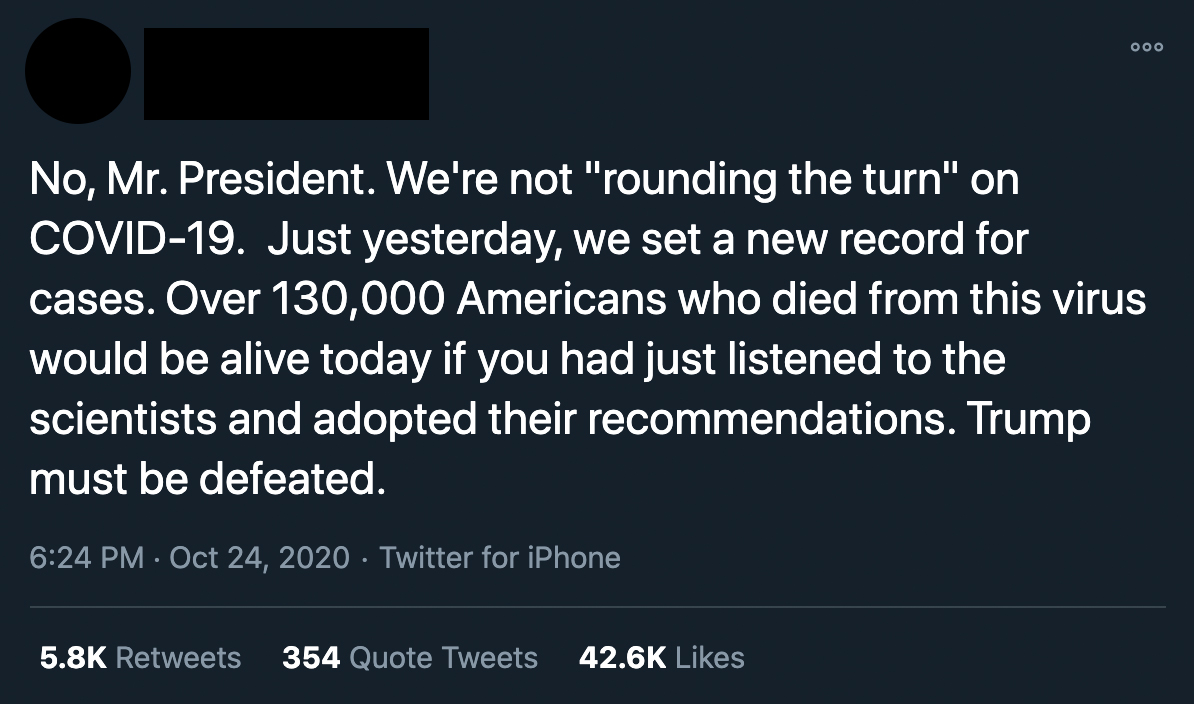 No, Mr. President. We're not "rounding the turn" on
COVID-19.  Just yesterday, we set a new record for
cases. Over 130,000 Americans who died from this virus
would be alive today if you had just listened to the
scientists and adopted their recommendations. Trump
must be defeated.
6:24 PM · Oct 24, 2020 · Twitter for iPhone
5.8K Retweets 354 Quote Tweets 42.6K Likes